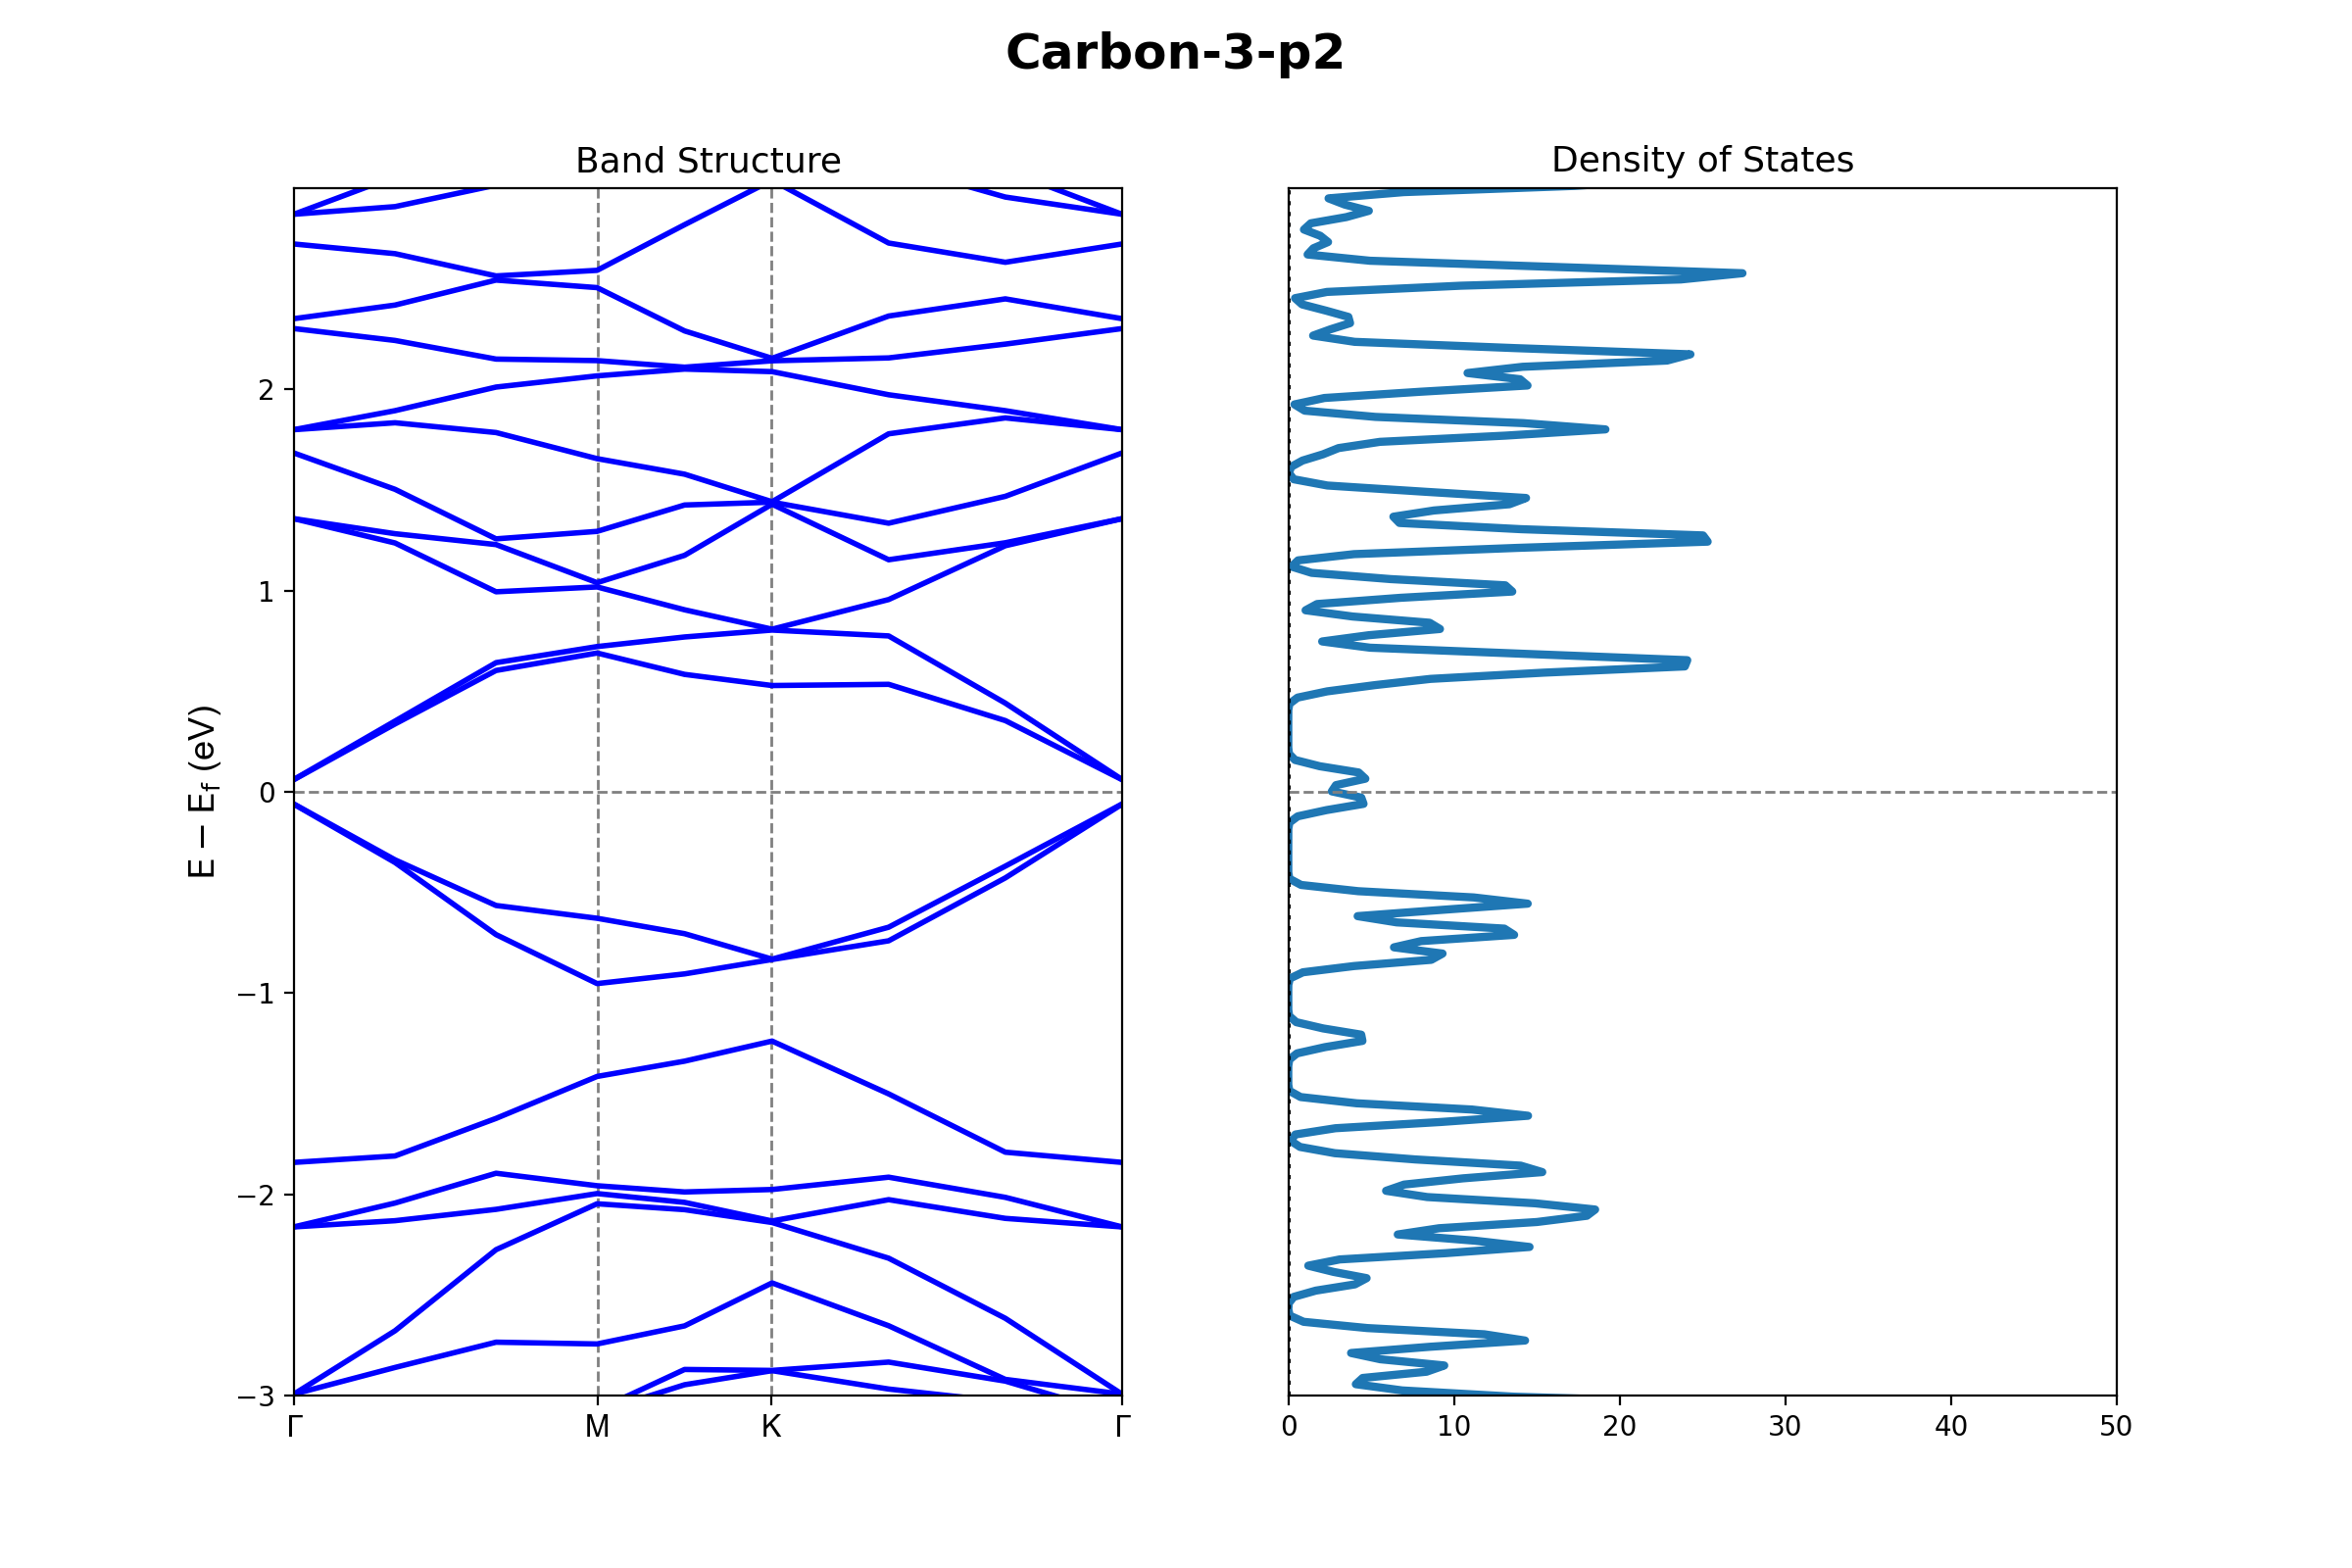 Carbon-3-p2
Band Structure
E − E_f (eV)
2
1
0
−1
−2
−3
Γ M K Γ
Density of States
0 10 20 30 40 50